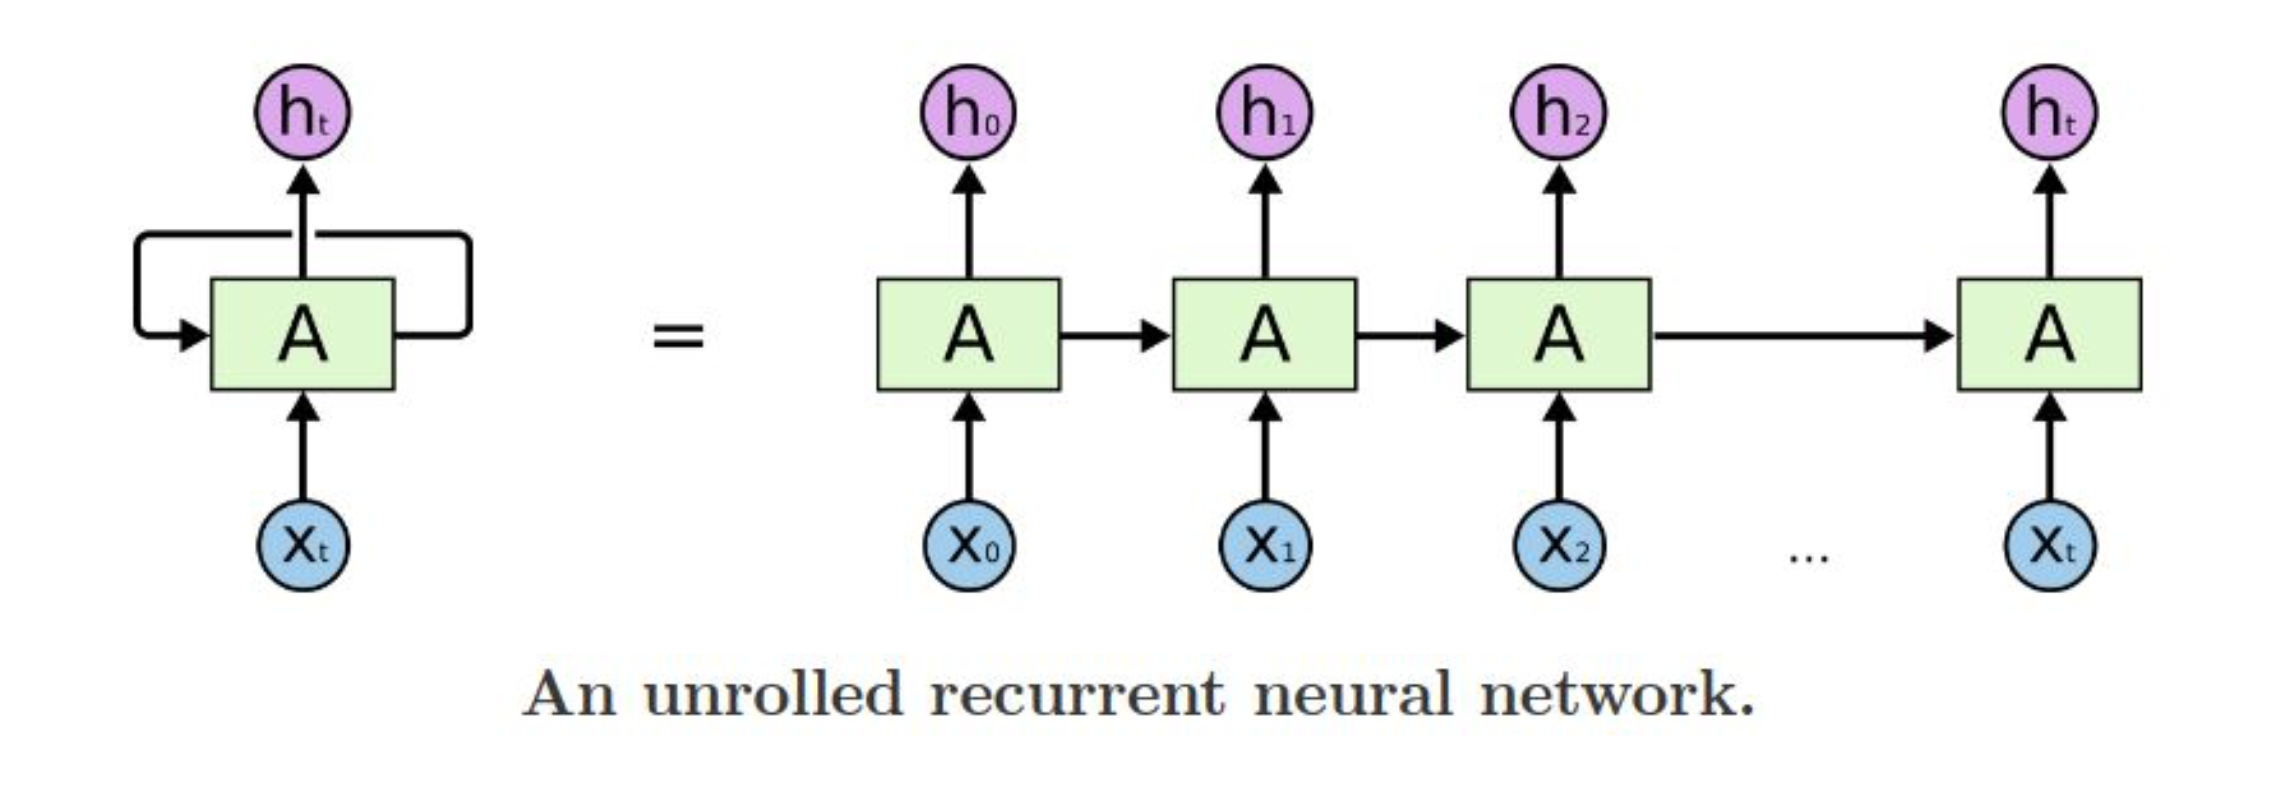 ht h0 h1 h2 ht
A = A A A A
xt x0 x1 x2 ... xt
An unrolled recurrent neural network.